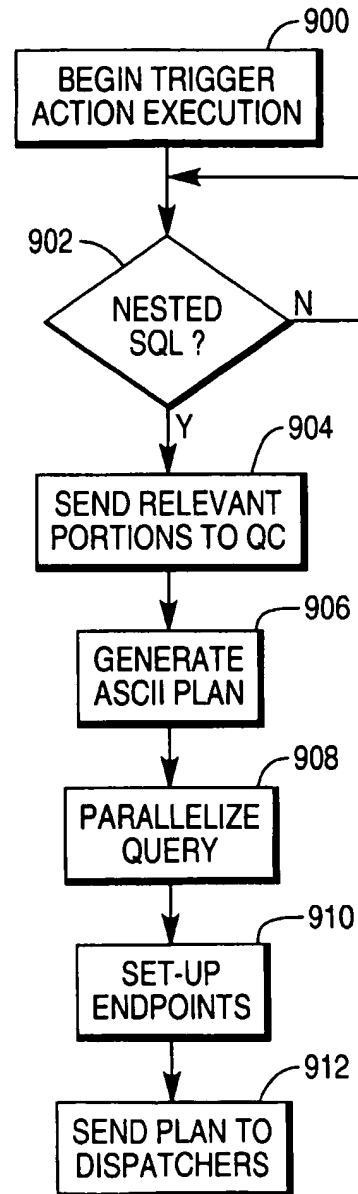 900
BEGIN TRIGGER
ACTION EXECUTION
902
NESTED
SQL ?
N
Y
904
SEND RELEVANT
PORTIONS TO QC
906
GENERATE
ASCII PLAN
908
PARALLELIZE
QUERY
910
SET-UP
ENDPOINTS
912
SEND PLAN TO
DISPATCHERS